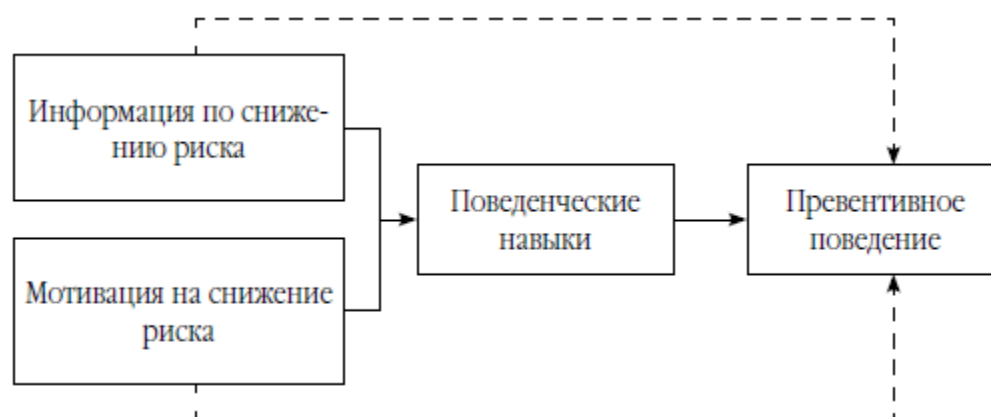 Информация по сниже-
нию риска
Мотивация на снижение
риска
Поведенческие
навыки
Превентивное
поведение